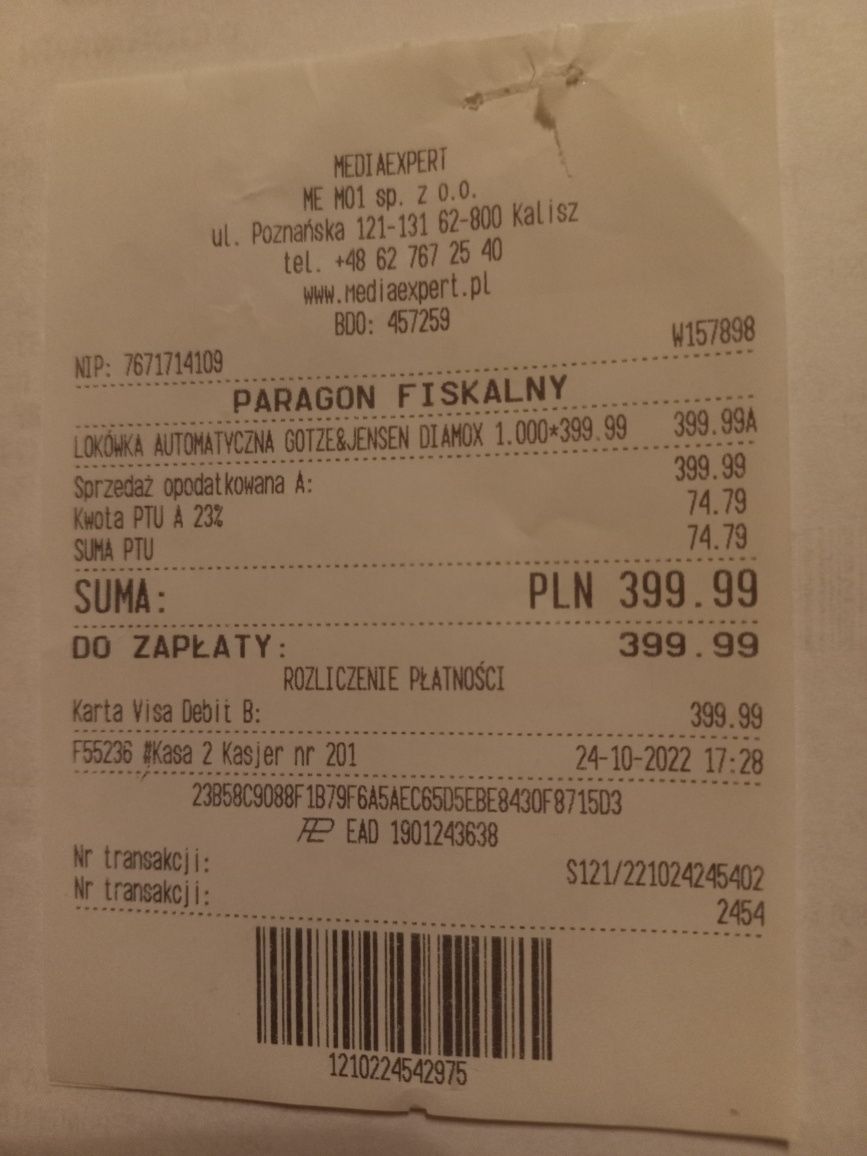 MEDIAEXPERT
ME M01 sp. z o.o.
ul. Poznańska 121-131 62-800 Kalisz
tel. +48 62 767 25 40
www.mediaexpert.pl
BDO: 457259
NIP: 7671714109 W157898
PARAGON FISKALNY
LOKÓWKA AUTOMATYCZNA GOTZE&JENSEN DIAMOX 1.000*399.99 399.99A
Sprzedaż opodatkowana A: 399.99
Kwota PTU A 23% 74.79
SUMA PTU 74.79
SUMA: PLN 399.99
DO ZAPŁATY: 399.99
ROZLICZENIE PŁATNOŚCI
Karta Visa Debit B: 399.99
F55236 #Kasa 2 Kasjer nr 201 24-10-2022 17:28
23B58C9088F1B79F6A5AEC65D5EBE8430F8715D3
EAD 1901243638
Nr transakcji: S121/221024245402
Nr transakcji: 2454
1210224542975